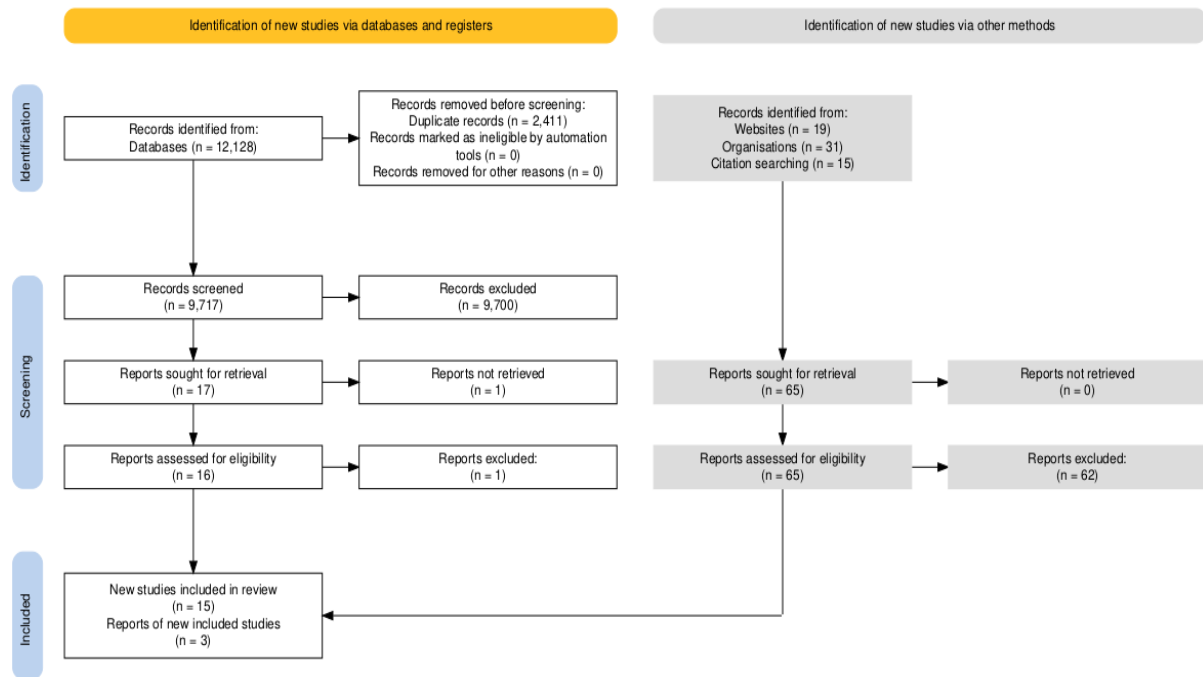 Identification of new studies via databases and registers
Identification of new studies via other methods
Identification
Records identified from:
Databases (n = 12,128)
Records removed before screening:
Duplicate records (n = 2,411)
Records marked as ineligible by automation
tools (n = 0)
Records removed for other reasons (n = 0)
Records identified from:
Websites (n = 19)
Organisations (n = 31)
Citation searching (n = 15)
Screening
Records screened
(n = 9,717)
Records excluded
(n = 9,700)
Reports sought for retrieval
(n = 17)
Reports not retrieved
(n = 1)
Reports sought for retrieval
(n = 65)
Reports not retrieved
(n = 0)
Reports assessed for eligibility
(n = 16)
Reports excluded:
(n = 1)
Reports assessed for eligibility
(n = 65)
Reports excluded:
(n = 62)
Included
New studies included in review
(n = 15)
Reports of new included studies
(n = 3)